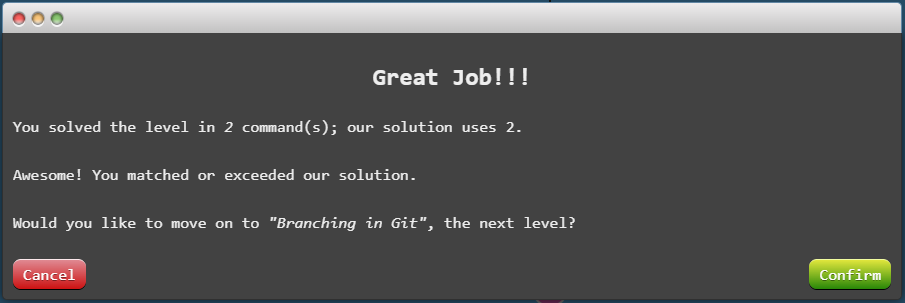 Great Job!!!
You solved the level in 2 command(s); our solution uses 2.
Awesome! You matched or exceeded our solution.
Would you like to move on to "Branching in Git", the next level?
Cancel
Confirm